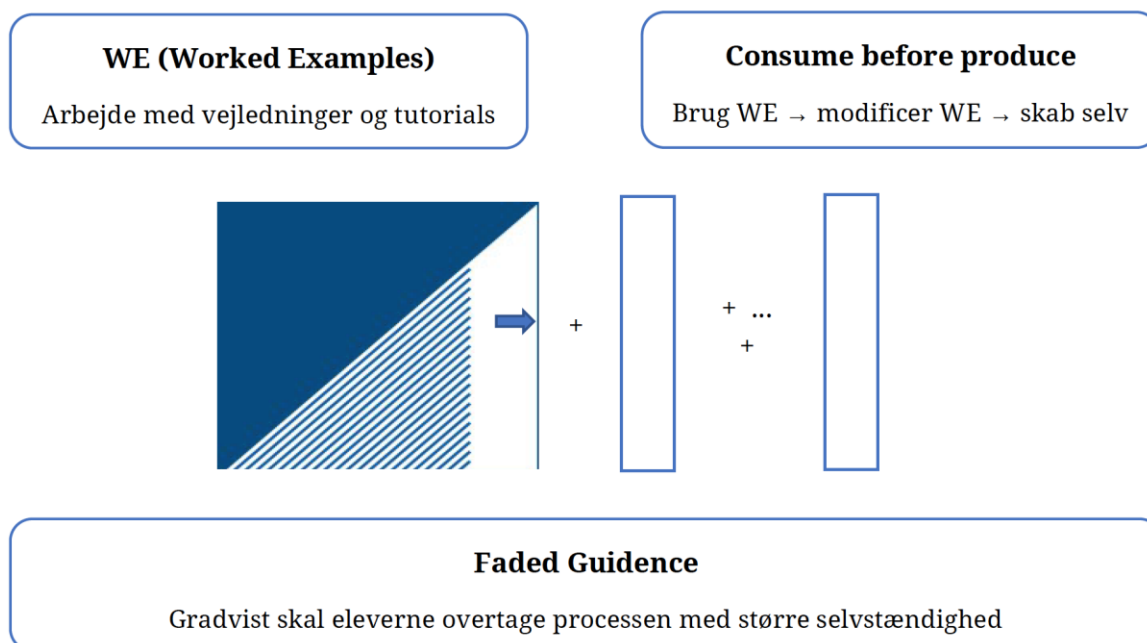 WE (Worked Examples)
Arbejde med vejledninger og tutorials
Consume before produce
Brug WE → modificer WE → skab selv
+
+ ...
+
Faded Guidence
Gradvist skal eleverne overtage processen med større selvstændighed